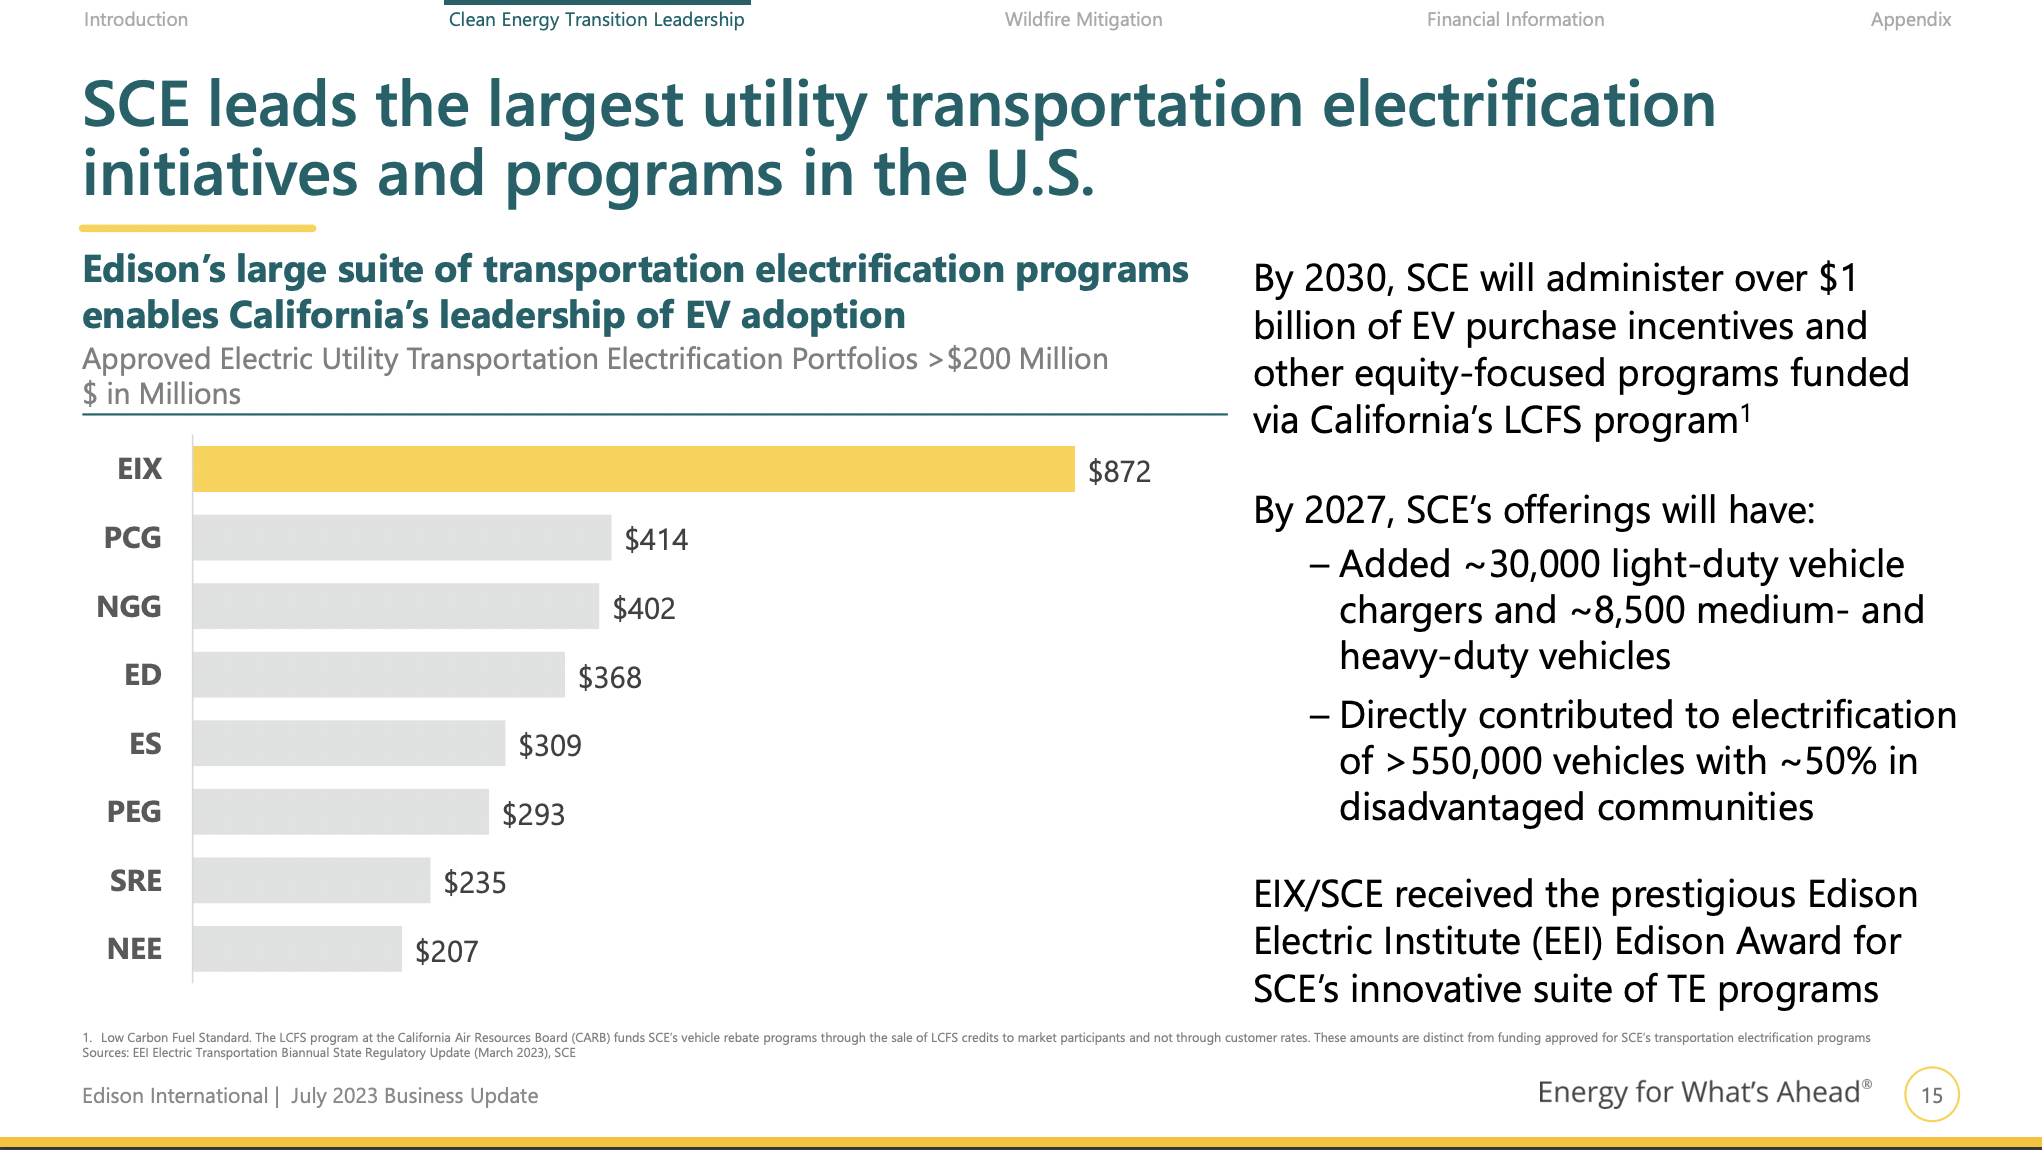 Introduction
Clean Energy Transition Leadership
Wildfire Mitigation
Financial Information
Appendix
SCE leads the largest utility transportation electrification
initiatives and programs in the U.S.
Edison’s large suite of transportation electrification programs
enables California’s leadership of EV adoption
Approved Electric Utility Transportation Electrification Portfolios >$200 Million
$ in Millions
EIX $872
PCG $414
NGG $402
ED $368
ES $309
PEG $293
SRE $235
NEE $207
By 2030, SCE will administer over $1
billion of EV purchase incentives and
other equity-focused programs funded
via California’s LCFS program¹
By 2027, SCE’s offerings will have:
– Added ~30,000 light-duty vehicle
chargers and ~8,500 medium- and
heavy-duty vehicles
– Directly contributed to electrification
of >550,000 vehicles with ~50% in
disadvantaged communities
EIX/SCE received the prestigious Edison
Electric Institute (EEI) Edison Award for
SCE’s innovative suite of TE programs
1. Low Carbon Fuel Standard. The LCFS program at the California Air Resources Board (CARB) funds SCE’s vehicle rebate programs through the sale of LCFS credits to market participants and not through customer rates. These amounts are distinct from funding approved for SCE’s transportation electrification programs
Sources: EEI Electric Transportation Biannual State Regulatory Update (March 2023), SCE
Edison International | July 2023 Business Update
Energy for What’s Ahead®
15